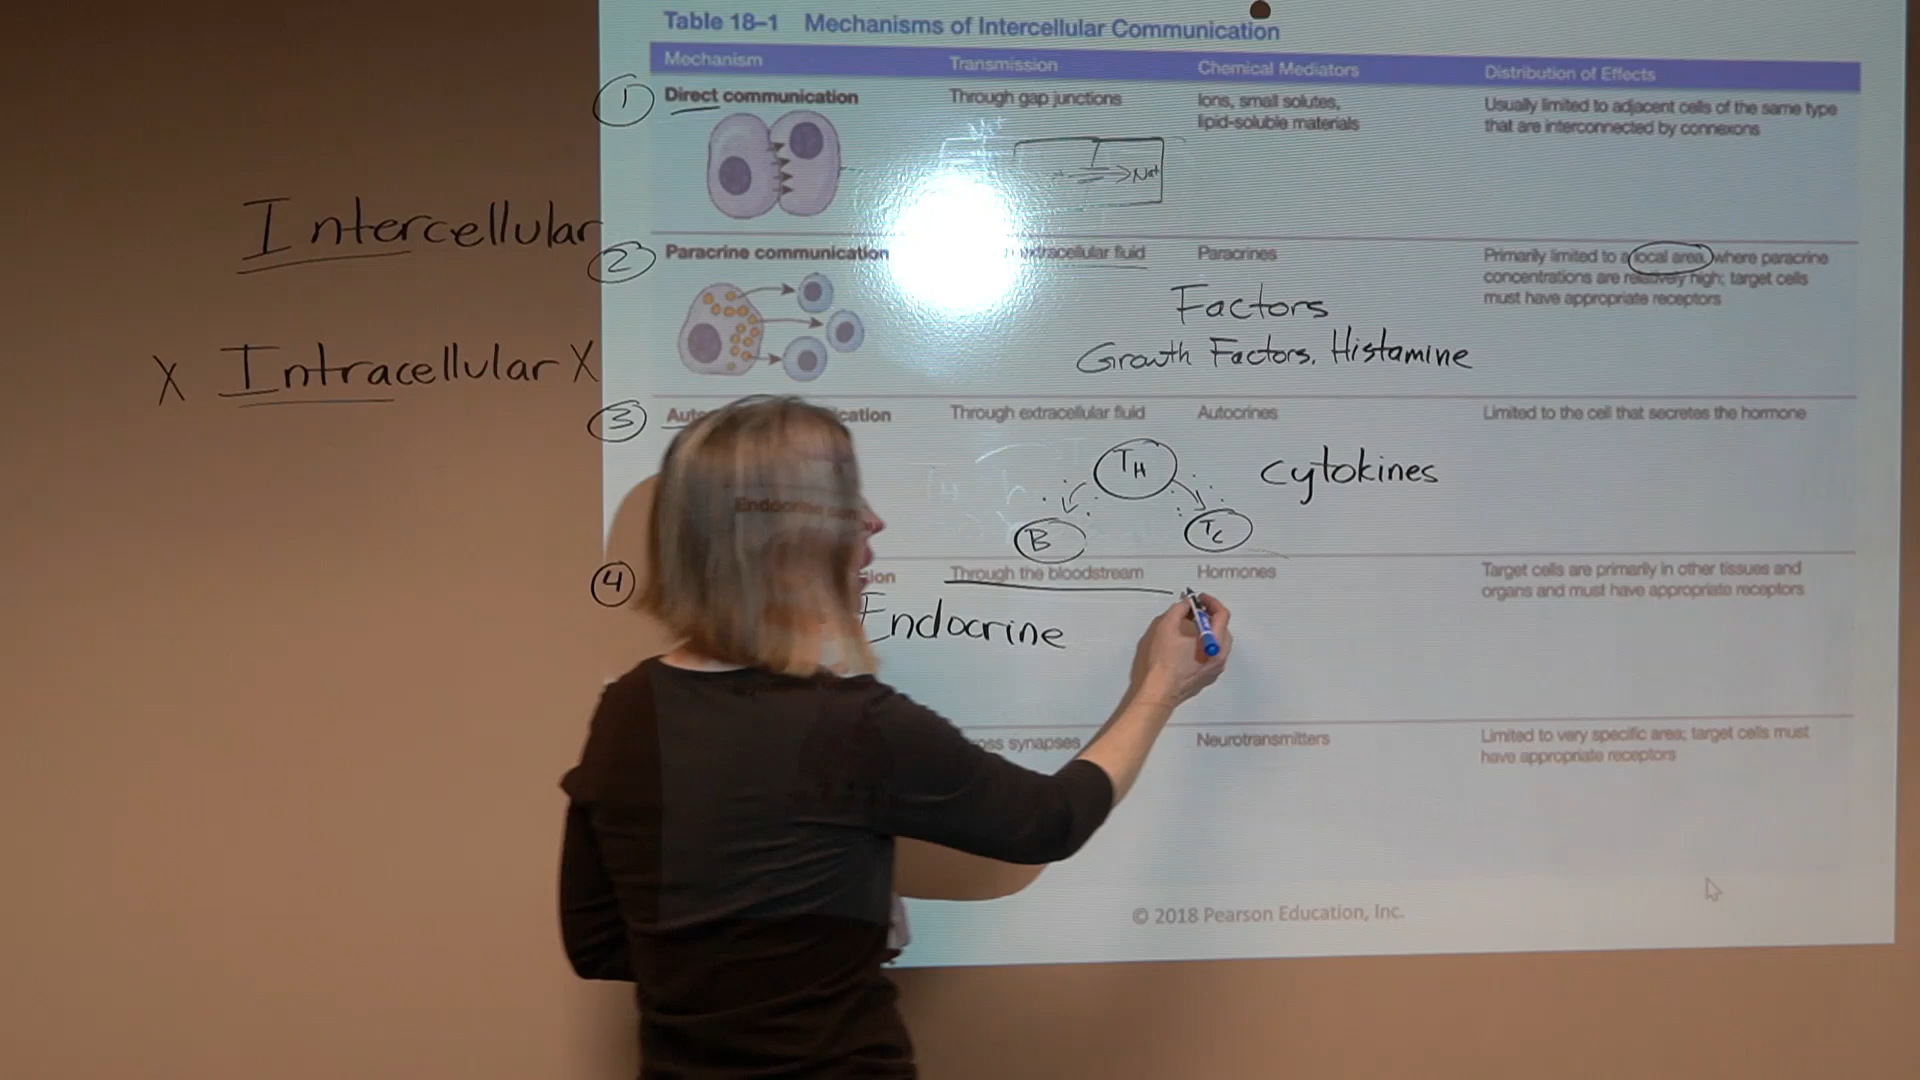 Table 18–1 Mechanisms of Intercellular Communication
Mechanism Transmission Chemical Mediators Distribution of Effects
1 Direct communication Through gap junctions Ions, small solutes, Usually limited to adjacent cells of the same type
lipid-soluble materials that are interconnected by connexons
Na+
Intercellular
2 Paracrine communication extracellular fluid Paracrines Primarily limited to a local area, where paracrine
concentrations are relatively high; target cells
must have appropriate receptors
Factors
Growth Factors, Histamine
X Intracellular X
3 Through extracellular fluid Autocrines Limited to the cell that secretes the hormone
TH cytokines
B TC
4 Through the bloodstream Hormones Target cells are primarily in other tissues and
organs and must have appropriate receptors
Endocrine
synapses Neurotransmitters Limited to very specific area; target cells must
have appropriate receptors
© 2018 Pearson Education, Inc.